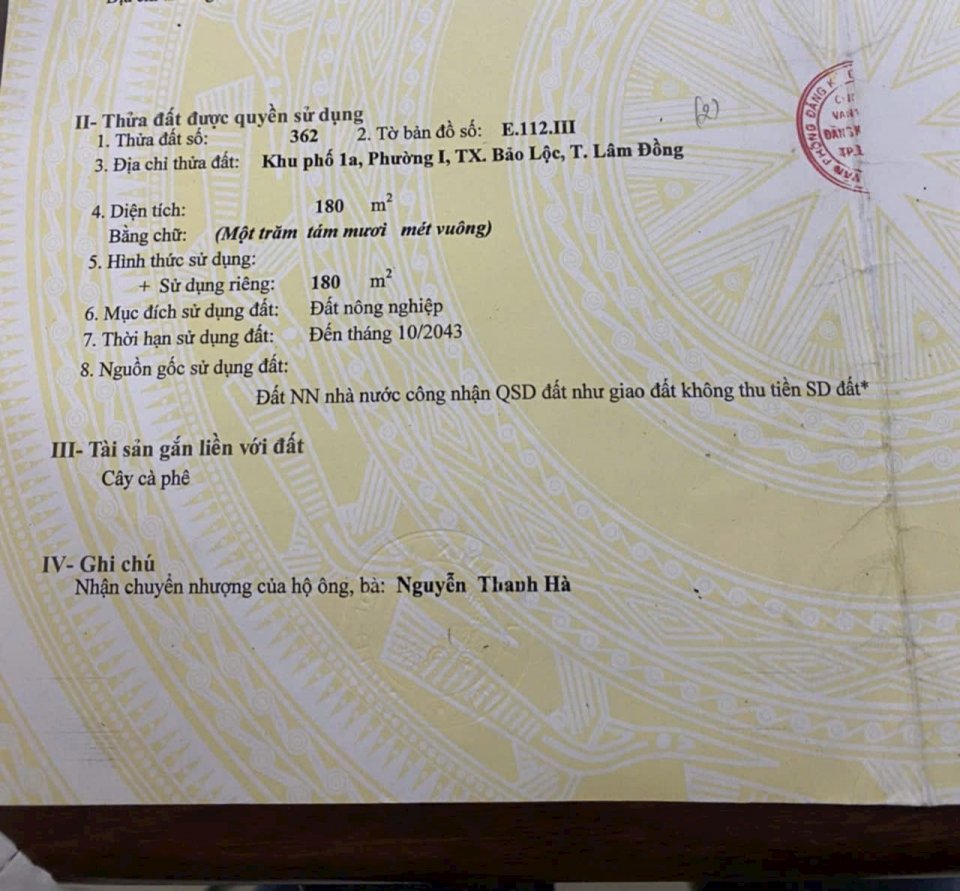 II- Thửa đất được quyền sử dụng
1. Thửa đất số: 362 2. Tờ bản đồ số: E.112.III
3. Địa chỉ thửa đất: Khu phố 1a, Phường I, TX. Bảo Lộc, T. Lâm Đồng
4. Diện tích: 180 m²
Bằng chữ: (Một trăm tám mươi mét vuông)
5. Hình thức sử dụng:
+ Sử dụng riêng: 180 m²
6. Mục đích sử dụng đất: Đất nông nghiệp
7. Thời hạn sử dụng đất: Đến tháng 10/2043
8. Nguồn gốc sử dụng đất:
Đất NN nhà nước công nhận QSD đất như giao đất không thu tiền SD đất*
III- Tài sản gắn liền với đất
Cây cà phê
IV- Ghi chú
Nhận chuyển nhượng của hộ ông, bà: Nguyễn Thanh Hà
(2)
VĂN PHÒNG ĐĂNG K